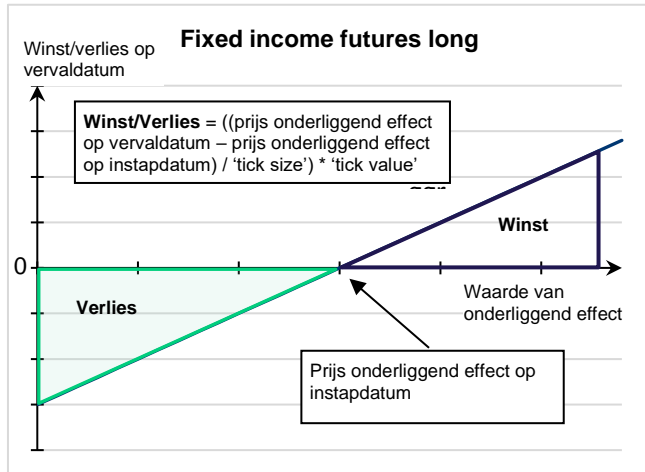 Fixed income futures long
Winst/verlies op
vervaldatum
Winst/Verlies = ((prijs onderliggend effect
op vervaldatum – prijs onderliggend effect
op instapdatum) / ‘tick size’) * ‘tick value’
Winst
0
Verlies
Waarde van
onderliggend effect
Prijs onderliggend effect op
instapdatum